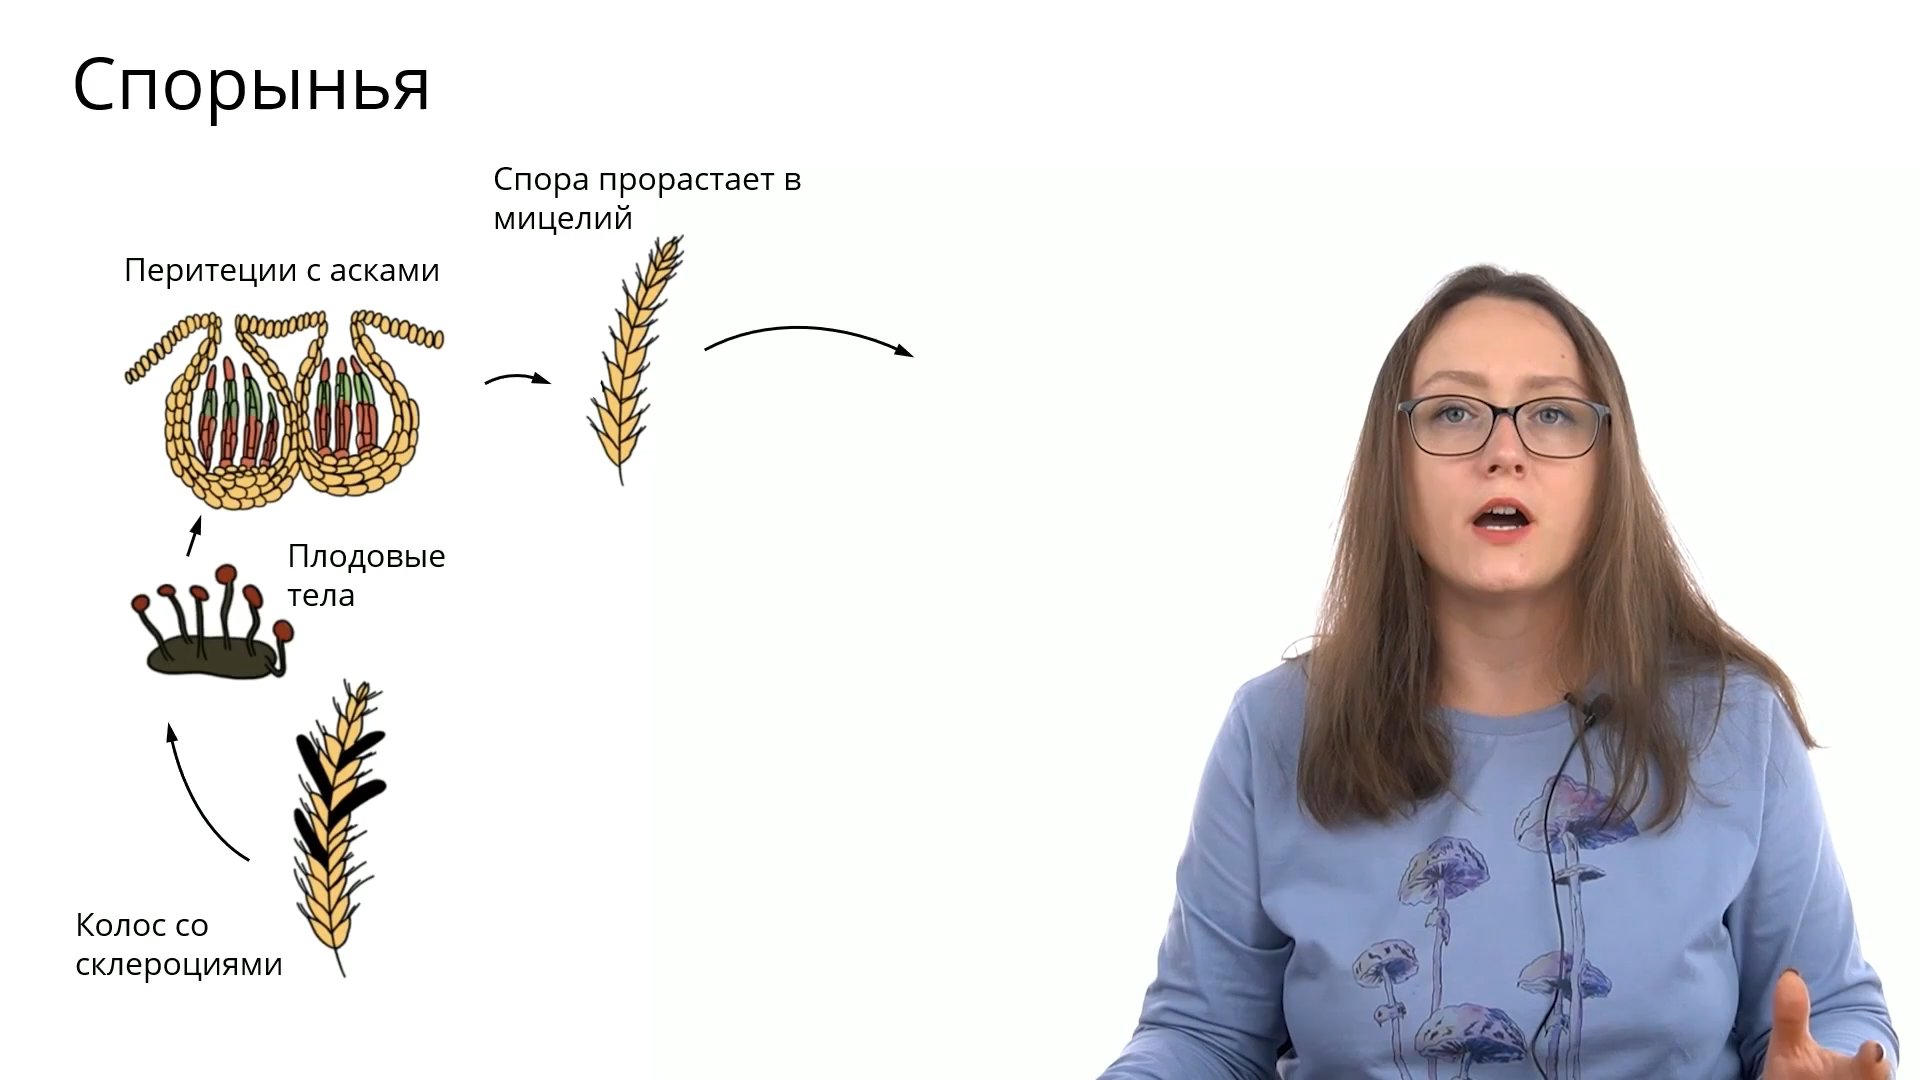 Спорынья
Спора прорастает в
мицелий
Перитеции с асками
Плодовые
тела
Колос со
склероциями